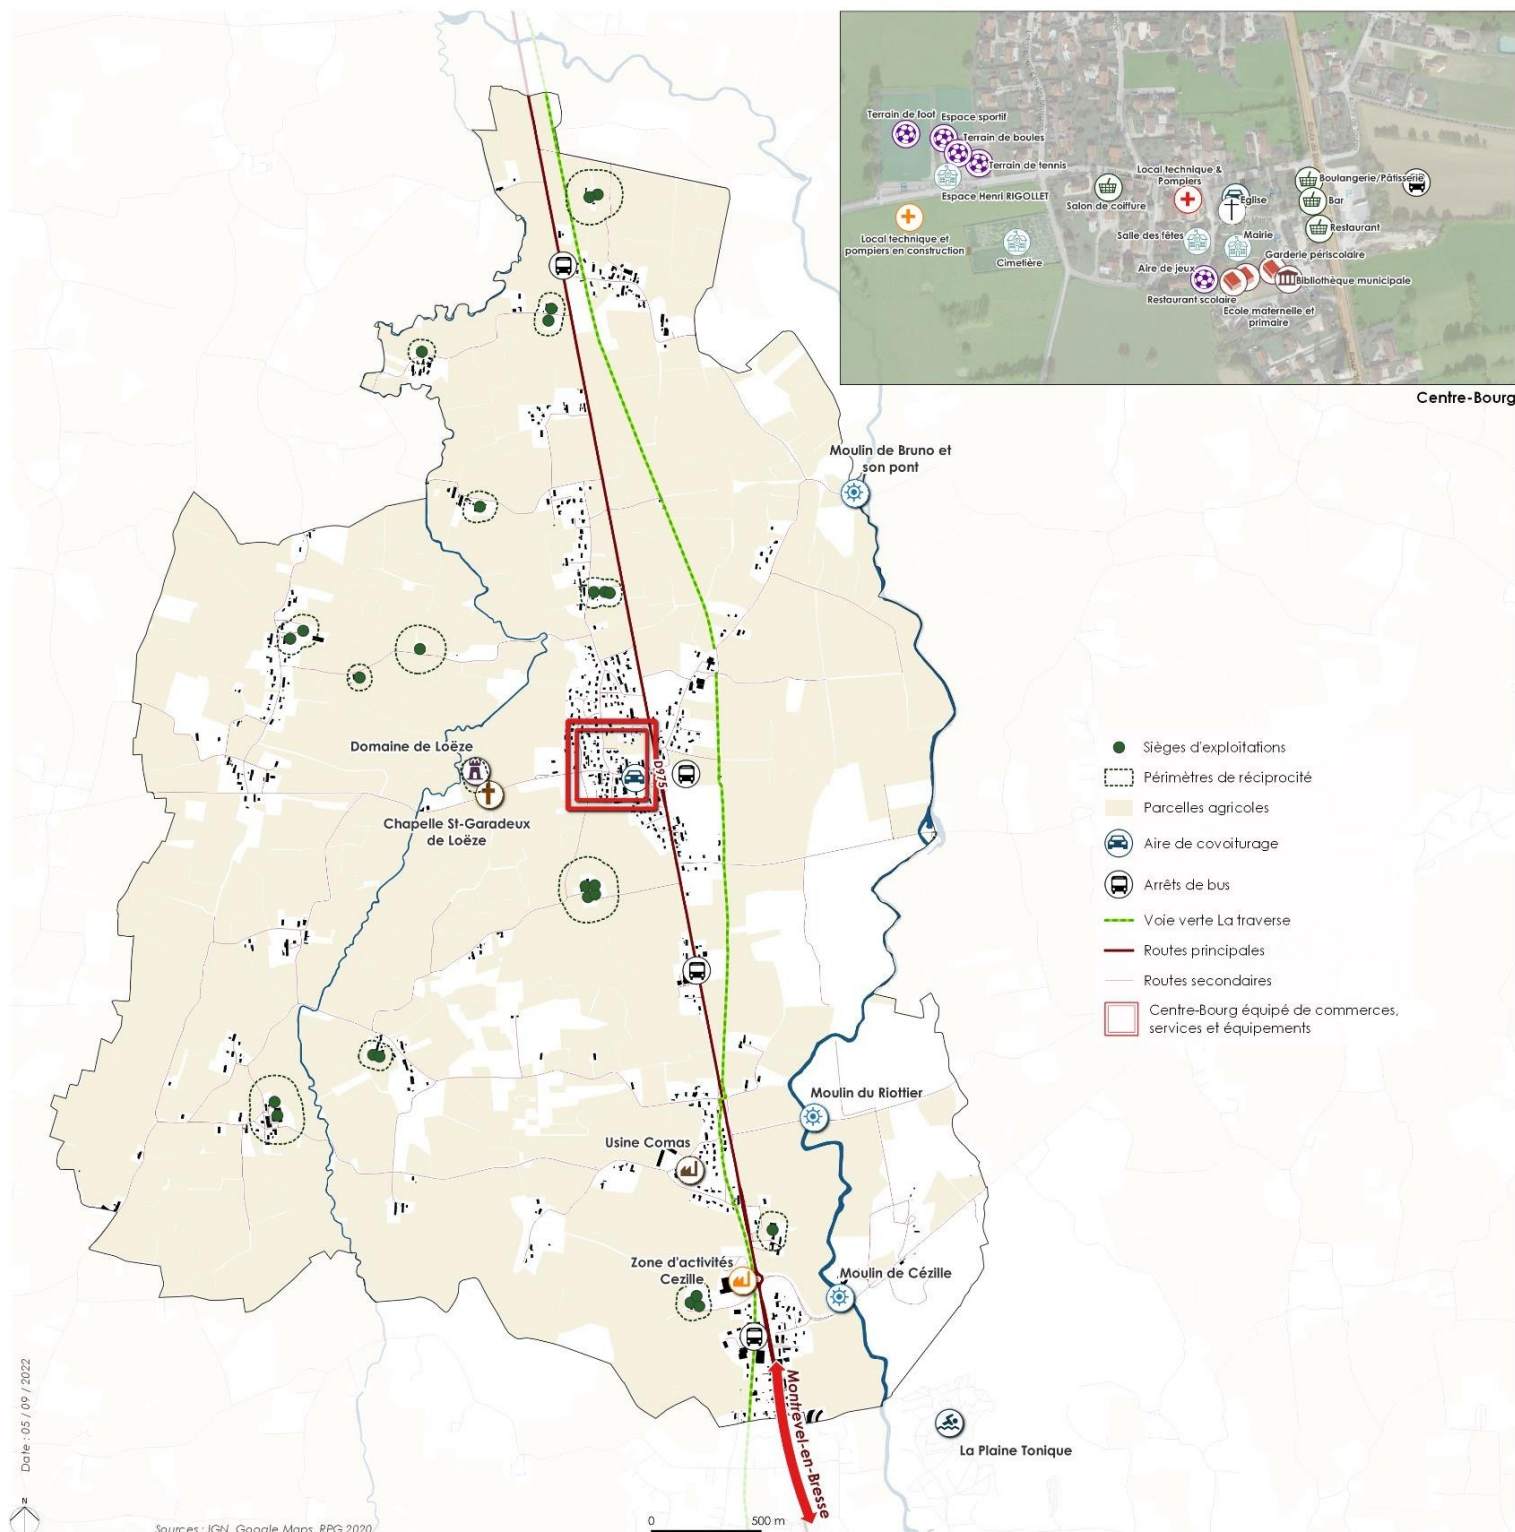 Terrain de foot
Espace sportif
Terrain de boules
Terrain de tennis
Espace Henri RIGOLLET
Local technique et
pompiers en construction
Cimetière
Salon de coiffure
Local technique &
Pompiers
Eglise
Boulangerie/Pâtisserie
Bar
Restaurant
Salle des fêtes
Mairie
Garderie périscolaire
Aire de jeux
Bibliothèque municipale
Restaurant scolaire
Ecole maternelle et
primaire
Centre-Bourg
Moulin de Bruno et
son pont
Domaine de Loëze
Chapelle St-Garadeux
de Loëze
D975
Sièges d'exploitations
Périmètres de réciprocité
Parcelles agricoles
Aire de covoiturage
Arrêts de bus
Voie verte La traverse
Routes principales
Routes secondaires
Centre-Bourg équipé de commerces,
services et équipements
Moulin du Riottier
Usine Comas
Zone d'activités
Cezille
Moulin de Cézille
Montrevel-en-Bresse
La Plaine Tonique
Date : 05 / 09 / 2022
N
Sources : IGN, Google Maps, RPG 2020
0
500 m